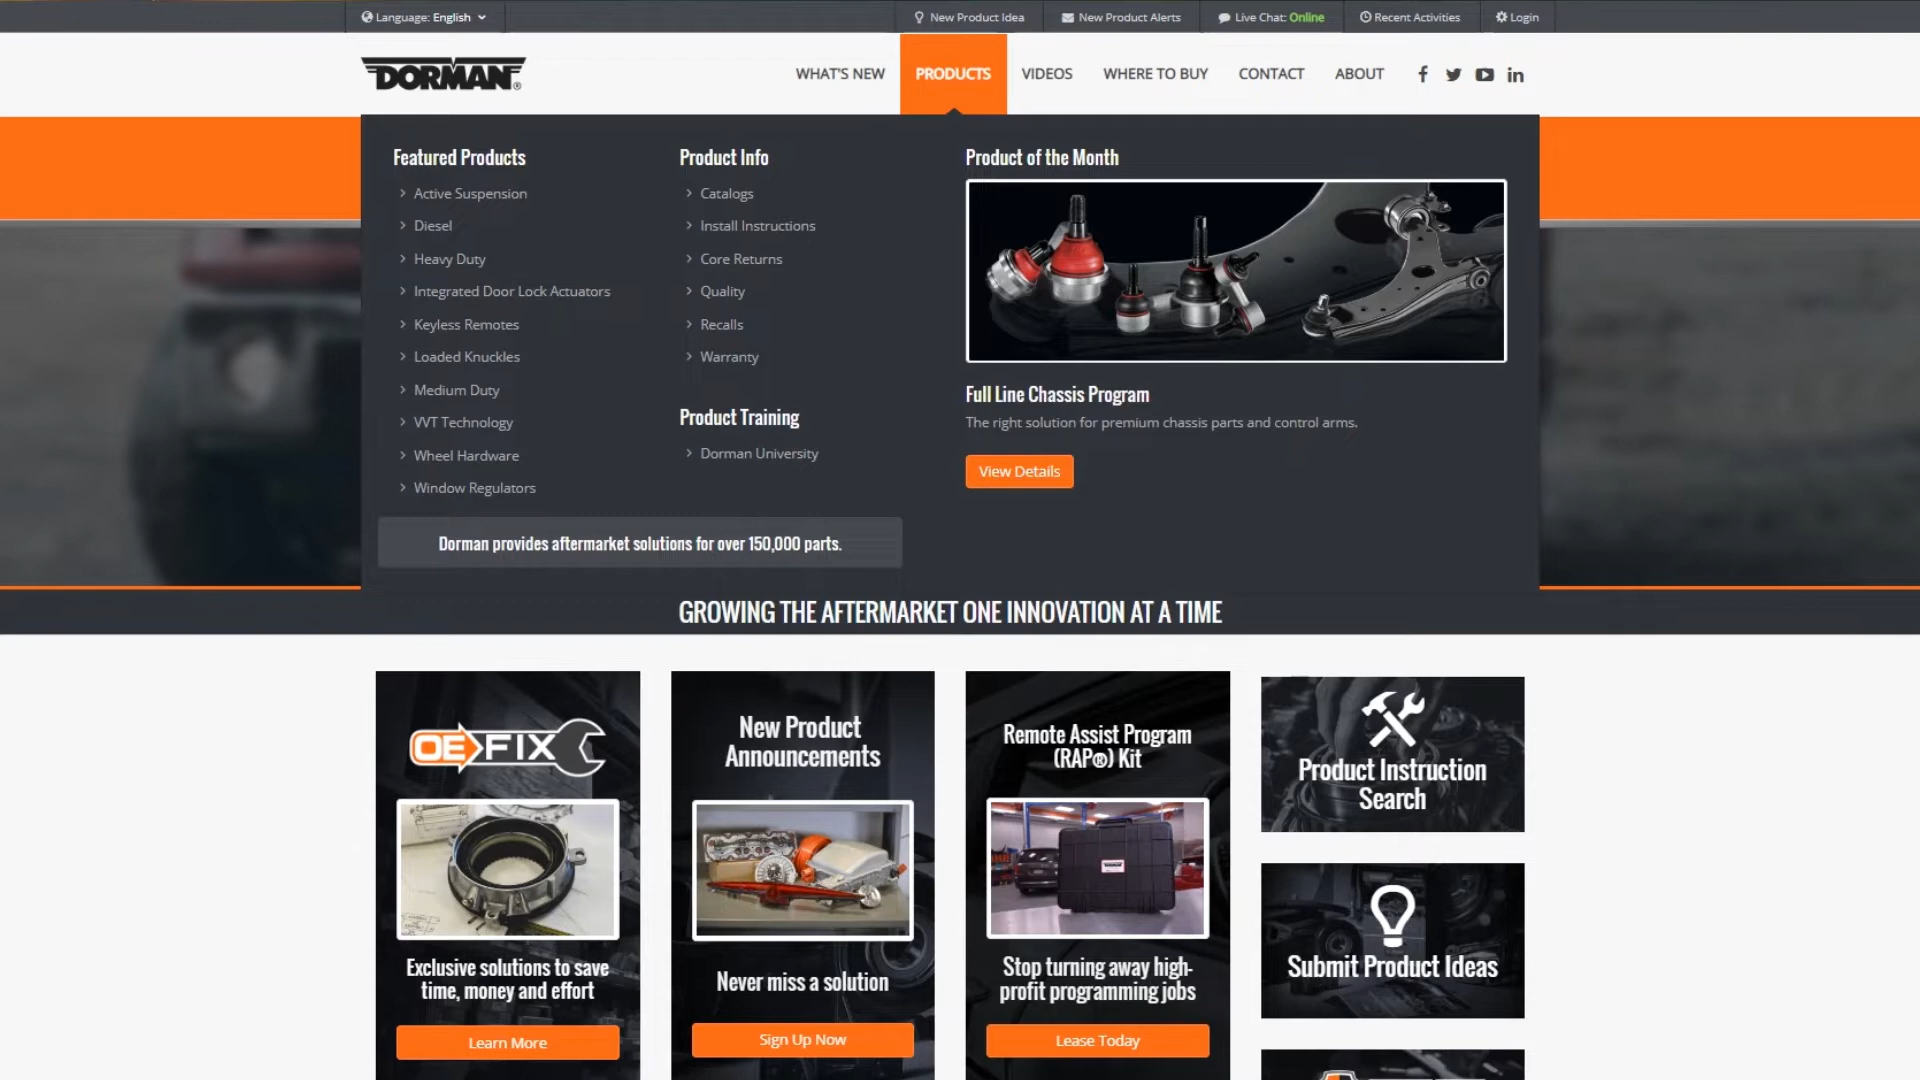 Language: English
New Product Idea
New Product Alerts
Live Chat: Online
Recent Activities
Login
DORMAN®
WHAT'S NEW
PRODUCTS
VIDEOS
WHERE TO BUY
CONTACT
ABOUT
Featured Products
Active Suspension
Diesel
Heavy Duty
Integrated Door Lock Actuators
Keyless Remotes
Loaded Knuckles
Medium Duty
VVT Technology
Wheel Hardware
Window Regulators
Product Info
Catalogs
Install Instructions
Core Returns
Quality
Recalls
Warranty
Product Training
Dorman University
Product of the Month
Full Line Chassis Program
The right solution for premium chassis parts and control arms.
View Details
Dorman provides aftermarket solutions for over 150,000 parts.
GROWING THE AFTERMARKET ONE INNOVATION AT A TIME
OE FIX
Exclusive solutions to save
time, money and effort
Learn More
New Product
Announcements
Never miss a solution
Sign Up Now
Remote Assist Program
(RAP®) Kit
DORMAN
Stop turning away high-
profit programming jobs
Lease Today
Product Instruction
Search
Submit Product Ideas